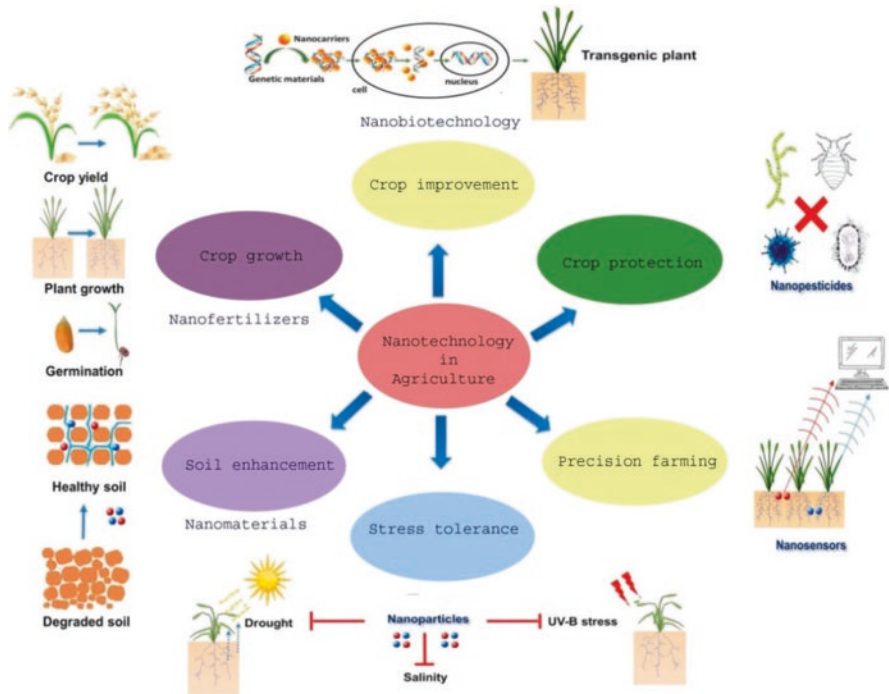 Nanocarriers
Genetic materials
cell
nucleus
Transgenic plant
Nanobiotechnology
Crop improvement
Crop yield
Crop growth
Crop protection
Nanopesticides
Plant growth
Nanofertilizers
Nanotechnology
in
Agriculture
Germination
Soil enhancement
Precision farming
Healthy soil
Nanomaterials
Stress tolerance
Nanosensors
Degraded soil
Drought
Nanoparticles
UV-B stress
Salinity